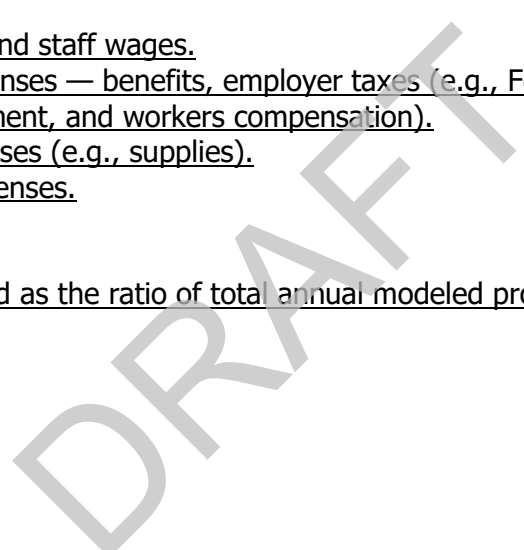 nd staff wages.
nses — benefits, employer taxes (e.g., F
nent, and workers compensation).
ses (e.g., supplies).
enses.
d as the ratio of total annual modeled pro
DRAFT